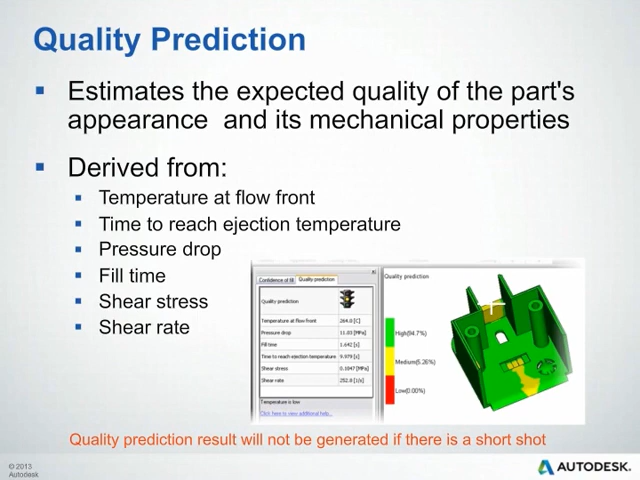 Quality Prediction
Estimates the expected quality of the part's
appearance and its mechanical properties
Derived from:
Temperature at flow front
Time to reach ejection temperature
Pressure drop
Fill time
Shear stress
Shear rate
Confidence of fill Quality prediction
Quality prediction
Temperature at flow front 264.0 [C]
Pressure drop 11.03 [MPa]
Fill time 1.642 [s]
Time to reach ejection temperature 9.979 [s]
Shear stress 0.1047 [MPa]
Shear rate 252.8 [1/s]
Temperature is low
Click here to view additional help...
Quality prediction
High(94.7%)
Medium(5.26%)
Low(0.00%)
Quality prediction result will not be generated if there is a short shot
© 2013
Autodesk
AUTODESK.